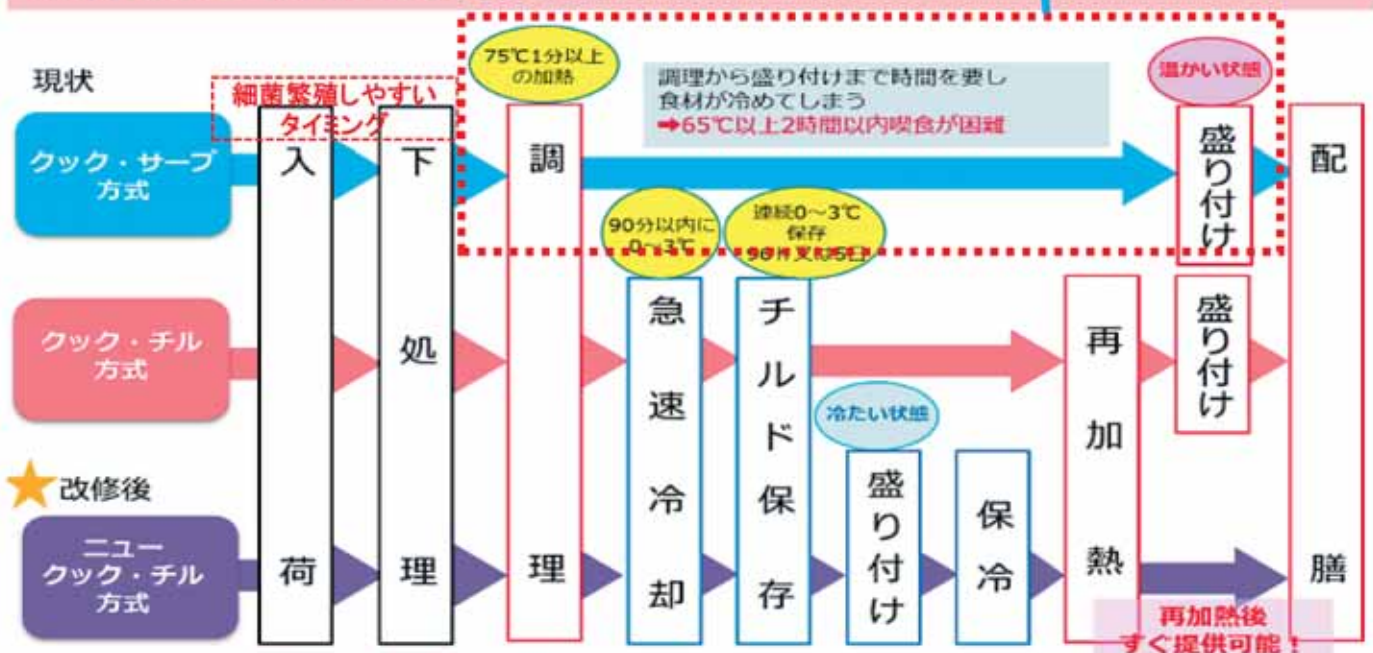 現状
細菌繁殖しやすい
タイミング
75℃1分以上
の加熱
調理から盛り付けまで時間を要し
食材が冷めてしまう
➡65℃以上2時間以内喫食が困難
温かい状態
クック・サーブ
方式
入荷
下処理
調理
盛り付け
配膳
90分以内に
0～3℃
連続0～3℃
保存
96H又は5日
クック・チル
方式
急速冷却
チルド保存
再加熱
盛り付け
冷たい状態
改修後
ニュー
クック・チル
方式
盛り付け
保冷
再加熱後
すぐ提供可能！